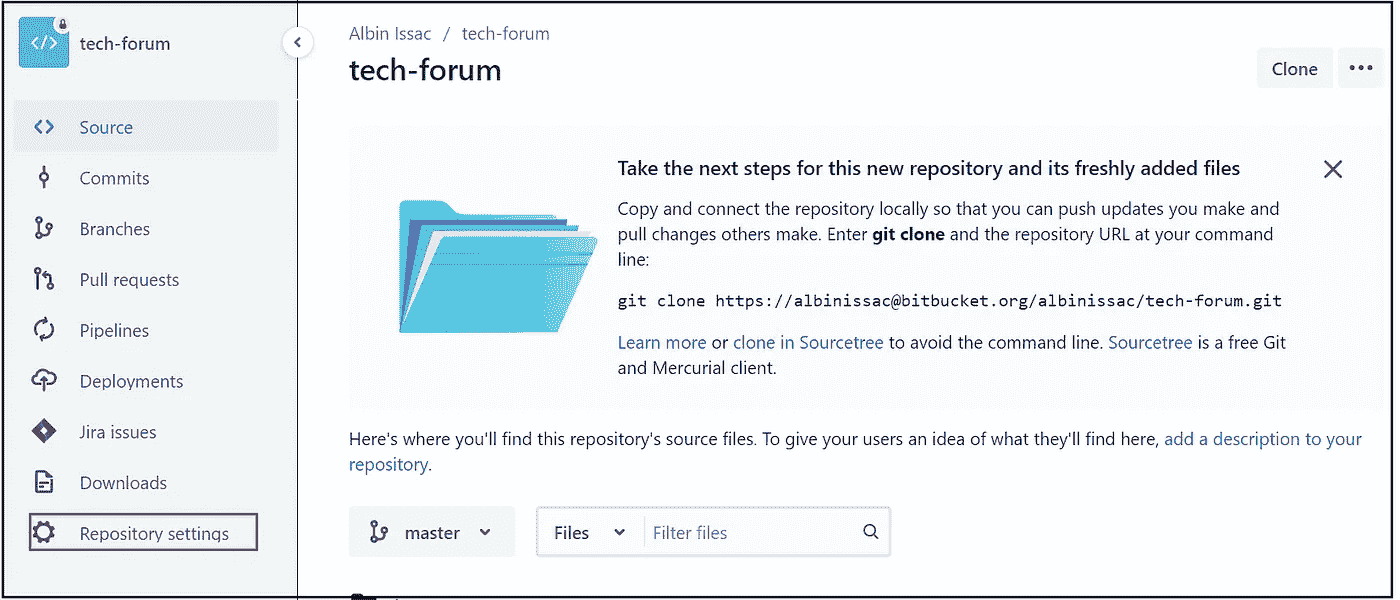 </>
tech-forum
Source
Commits
Branches
Pull requests
Pipelines
Deployments
Jira issues
Downloads
Repository settings
Albin Issac / tech-forum
tech-forum
Clone
Take the next steps for this new repository and its freshly added files
Copy and connect the repository locally so that you can push updates you make and
pull changes others make. Enter git clone and the repository URL at your command
line:
git clone https://albinissac@bitbucket.org/albinissac/tech-forum.git
Learn more or clone in Sourcetree to avoid the command line. Sourcetree is a free Git
and Mercurial client.
Here's where you'll find this repository's source files. To give your users an idea of what they'll find here, add a description to your
repository.
master
Files Filter files